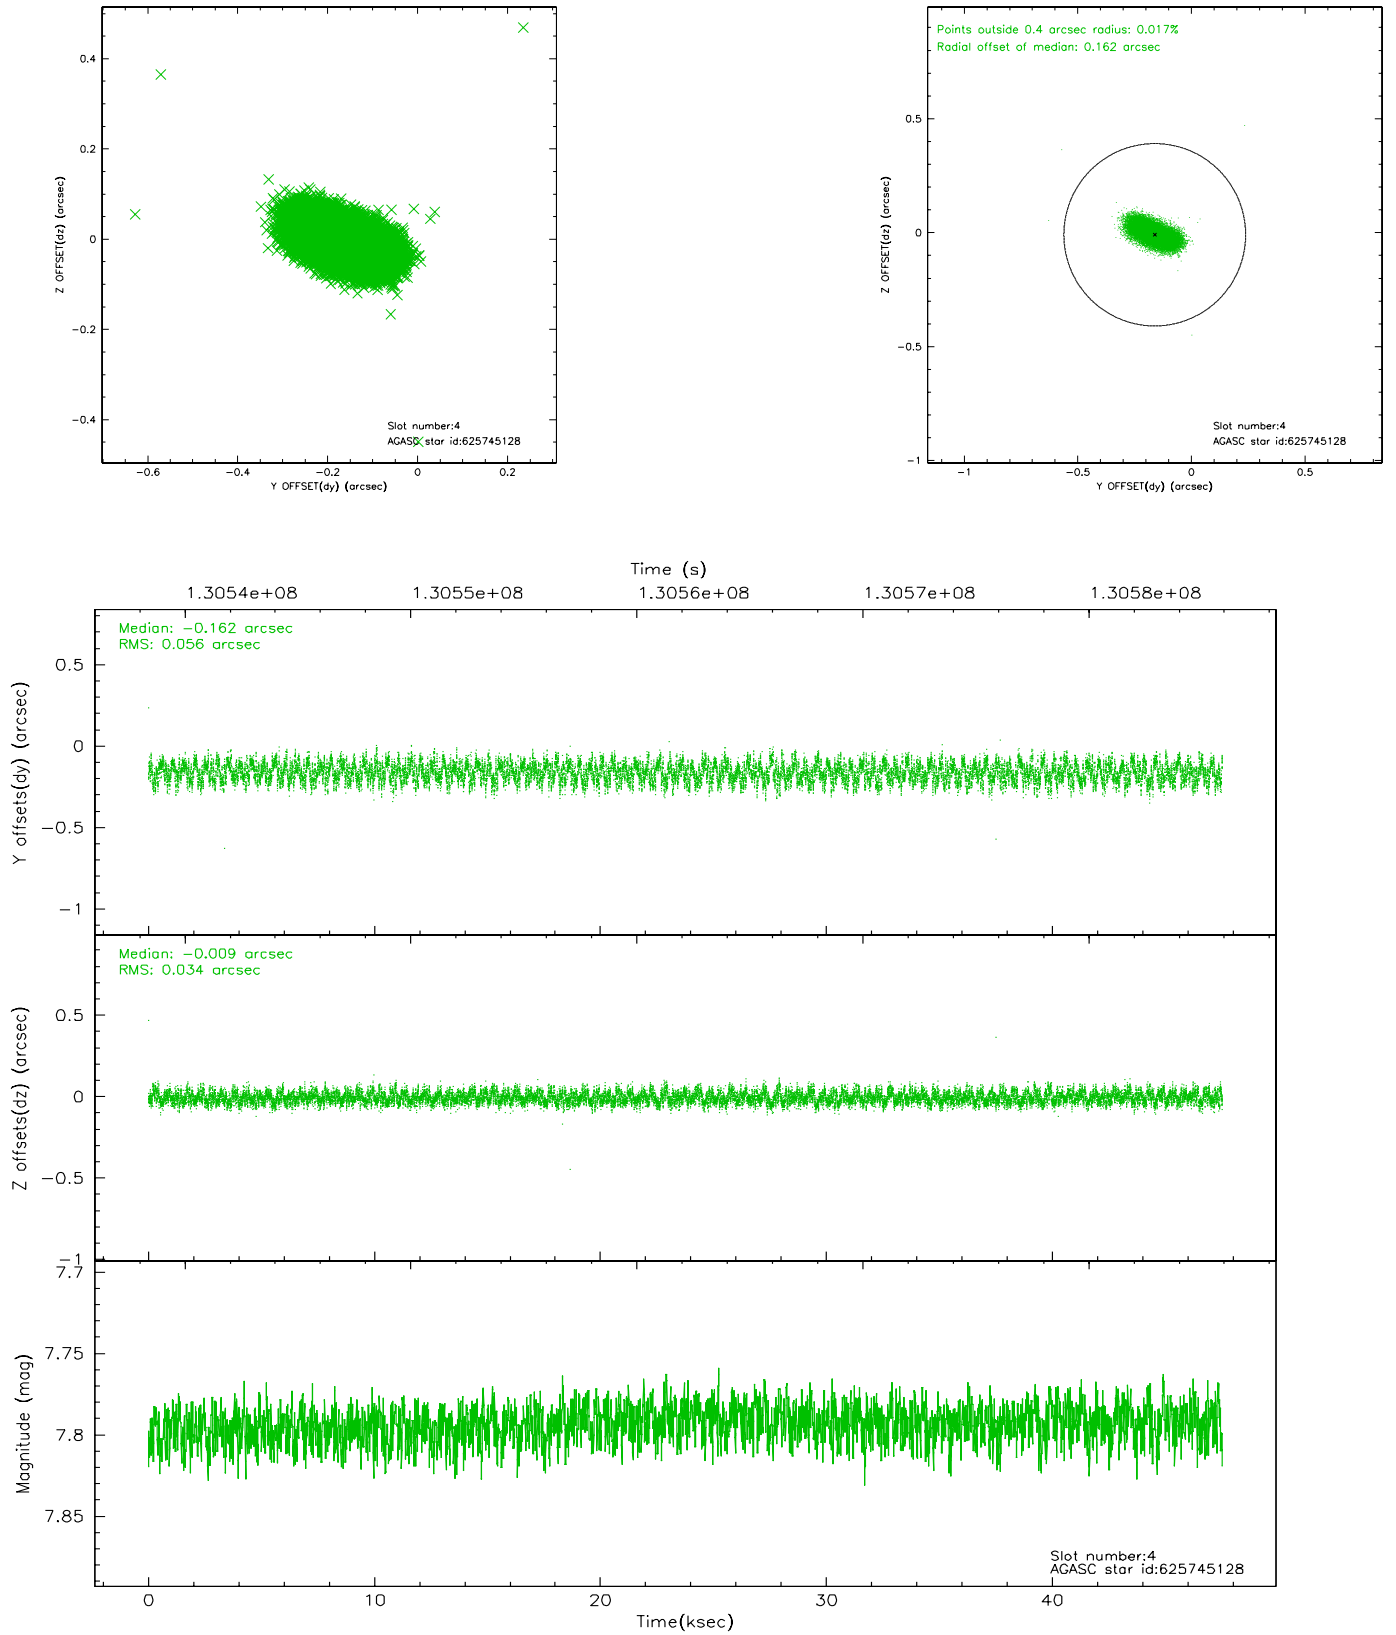 0.4
0.2
0
-0.2
-0.4
Z OFFSET(dz) (arcsec)
Slot number:4
AGASC star id:625745128
-0.6 -0.4 -0.2 0 0.2
Y OFFSET(dy) (arcsec)
Points outside 0.4 arcsec radius: 0.017%
Radial offset of median: 0.162 arcsec
0.5
0
-0.5
-1
Z OFFSET(dz) (arcsec)
Slot number:4
AGASC star id:625745128
-1 -0.5 0 0.5
Y OFFSET(dy) (arcsec)
Time (s)
1.3054e+08 1.3055e+08 1.3056e+08 1.3057e+08 1.3058e+08
Median: -0.162 arcsec
RMS: 0.056 arcsec
0.5
0
-0.5
-1
Y offsets(dy) (arcsec)
Median: -0.009 arcsec
RMS: 0.034 arcsec
0.5
0
-0.5
-1
Z offsets(dz) (arcsec)
7.7
7.75
7.8
7.85
Magnitude (mag)
Slot number:4
AGASC star id:625745128
0 10 20 30 40
Time(ksec)